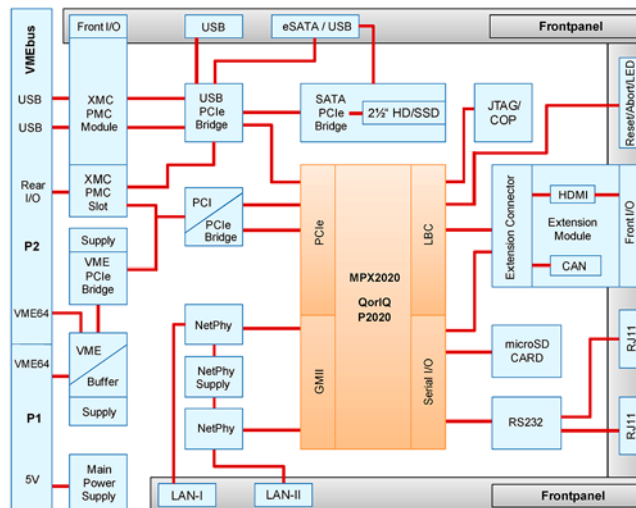 Front I/O
USB
eSATA / USB
Frontpanel
VMEbus
USB
USB
XMC
PMC
Module
USB
PCIe
Bridge
SATA
PCIe
Bridge
2½" HD/SSD
JTAG/
COP
Reset/Abort/LED
Rear
I/O
XMC
PMC
Slot
PCI
PCIe
Bridge
PCIe
LBC
Extension Connector
HDMI
Extension
Module
CAN
Front I/O
P2
Supply
VME
PCIe
Bridge
MPX2020
QorIQ
P2020
VME64
VME64
VME
Buffer
Supply
NetPhy
NetPhy
Supply
NetPhy
GMII
Serial I/O
microSD
CARD
RJ11
P1
RS232
RJ11
5V
Main
Power
Supply
LAN-I
LAN-II
Frontpanel